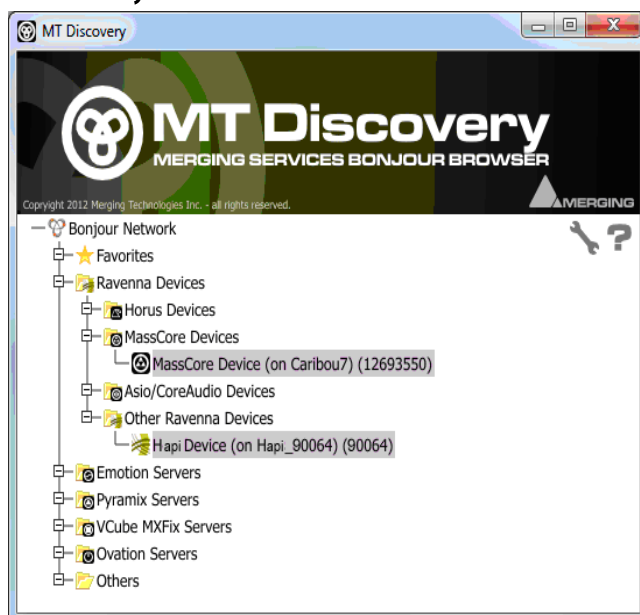 MT Discovery
MT Discovery
MERGING SERVICES BONJOUR BROWSER
Copyright 2012 Merging Technologies Inc. - all rights reserved.
MERGING
Bonjour Network
?
Favorites
Ravenna Devices
Horus Devices
MassCore Devices
MassCore Device (on Caribou7) (12693550)
Asio/CoreAudio Devices
Other Ravenna Devices
Hapi Device (on Hapi_90064) (90064)
Emotion Servers
Pyramix Servers
VCube MXFix Servers
Ovation Servers
Others